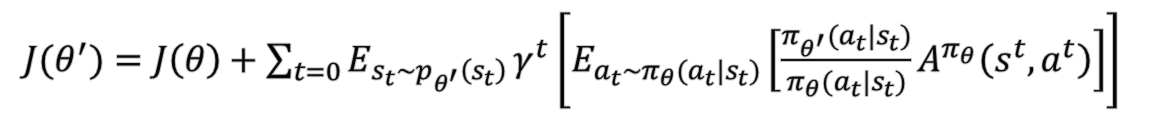 J(θ′) = J(θ) + ∑_{t=0} E_{s_t∼p_{θ′}(s_t)} γ^t [E_{a_t∼π_θ(a_t|s_t)} [π_{θ′}(a_t|s_t) / π_θ(a_t|s_t) A^{π_θ}(s^t, a^t)]]